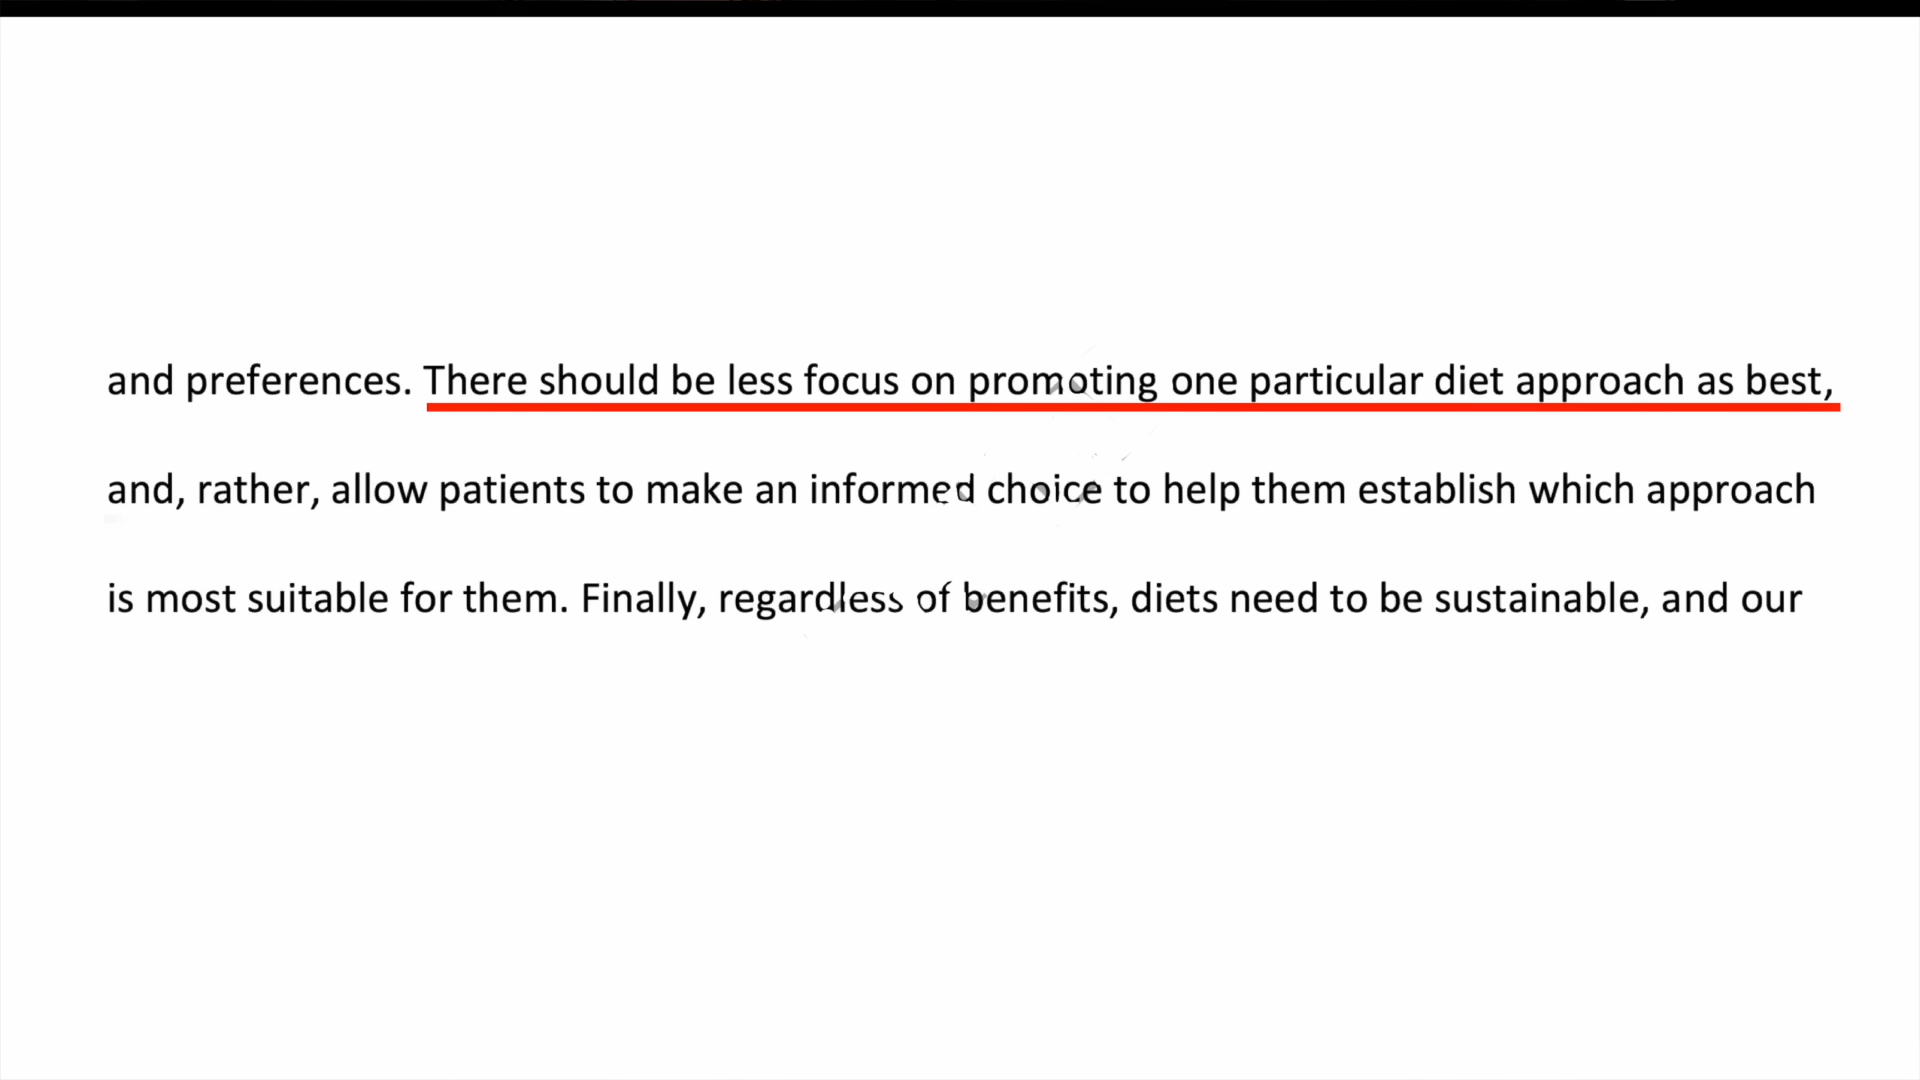 and preferences. There should be less focus on promoting one particular diet approach as best,
and, rather, allow patients to make an informed choice to help them establish which approach
is most suitable for them. Finally, regardless of benefits, diets need to be sustainable, and our